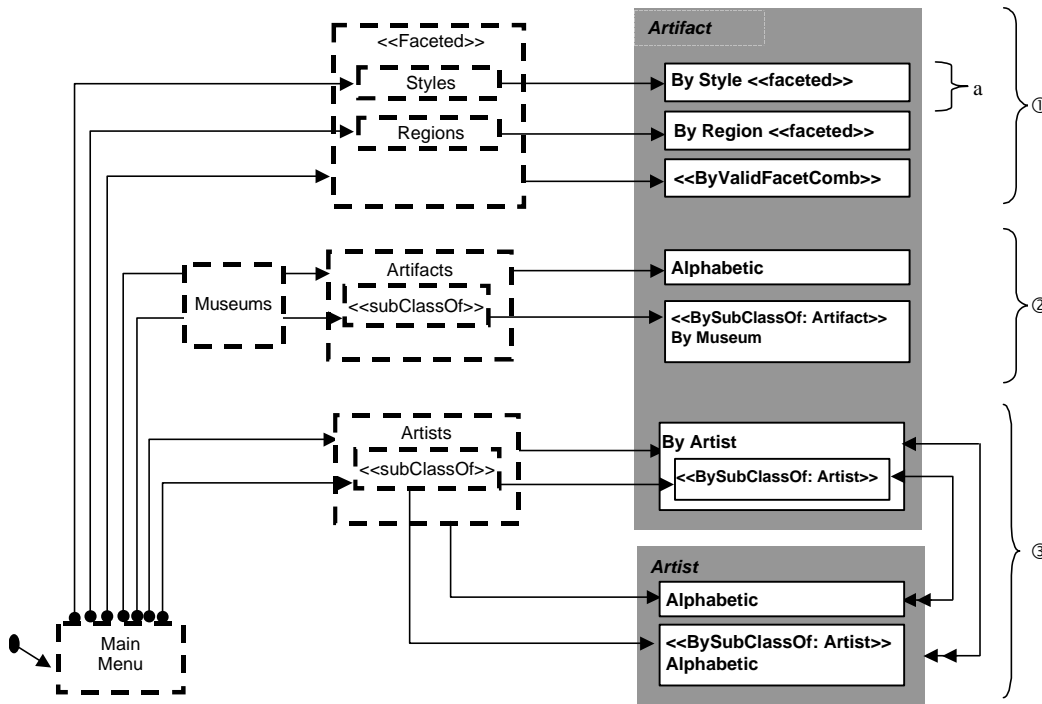 <<Faceted>>
Styles
Regions
Artifact
By Style <<faceted>>
By Region <<faceted>>
<<ByValidFacetComb>>
a
①
Museums
Artifacts
<<subClassOf>>
Alphabetic
<<BySubClassOf: Artifact>>
By Museum
②
Artists
<<subClassOf>>
By Artist
<<BySubClassOf: Artist>>
③
Artist
Alphabetic
<<BySubClassOf: Artist>>
Alphabetic
Main
Menu